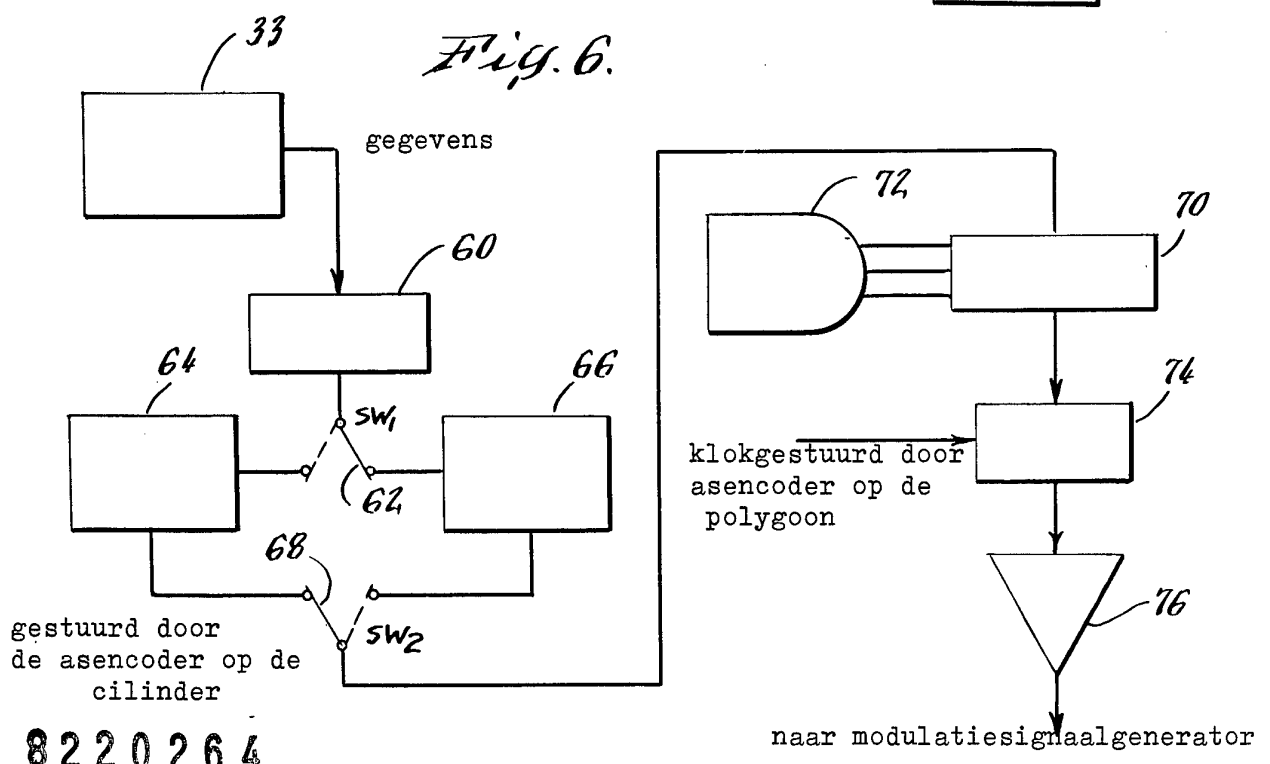 33
Fig. 6.
gegevens
72
70
60
64
66
74
SW1
62
klokgestuurd door
asencoder op de
polygoon
68
76
SW2
gestuurd door
de asencoder op de
cilinder
naar modulatiesignaalgenerator
8220264